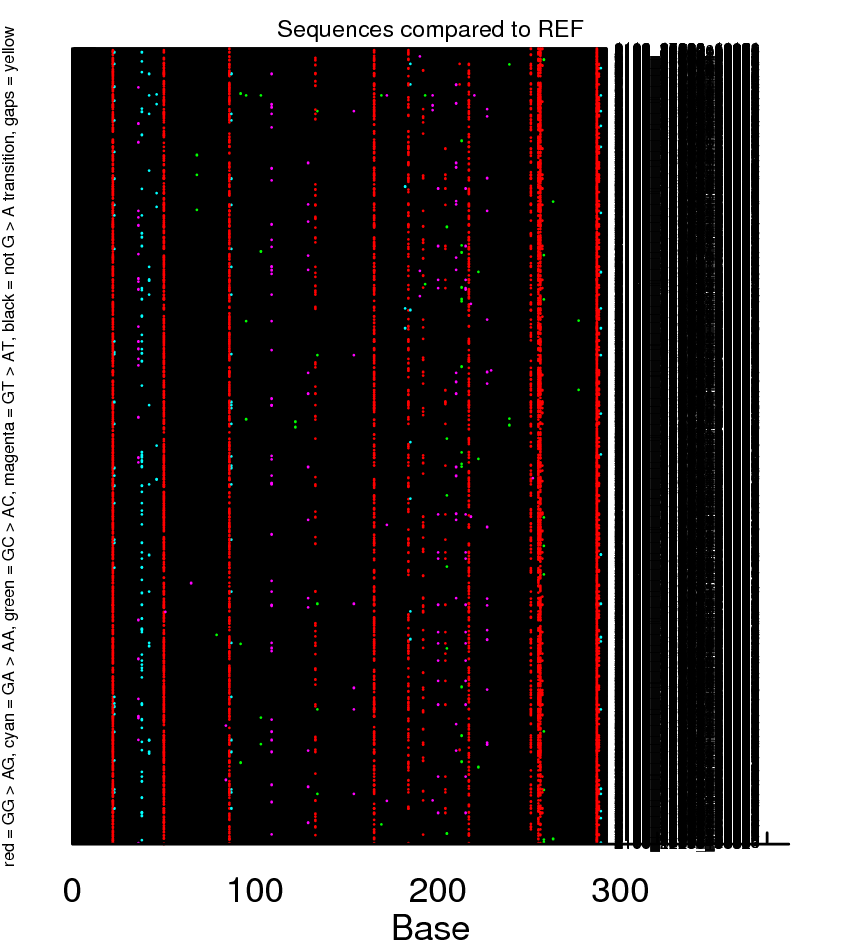 Sequences compared to REF
red = GG > AG, cyan = GA > AA, green = GC > AC, magenta = GT > AT, black = not G > A transition, gaps = yellow
0 100 200 300
Base